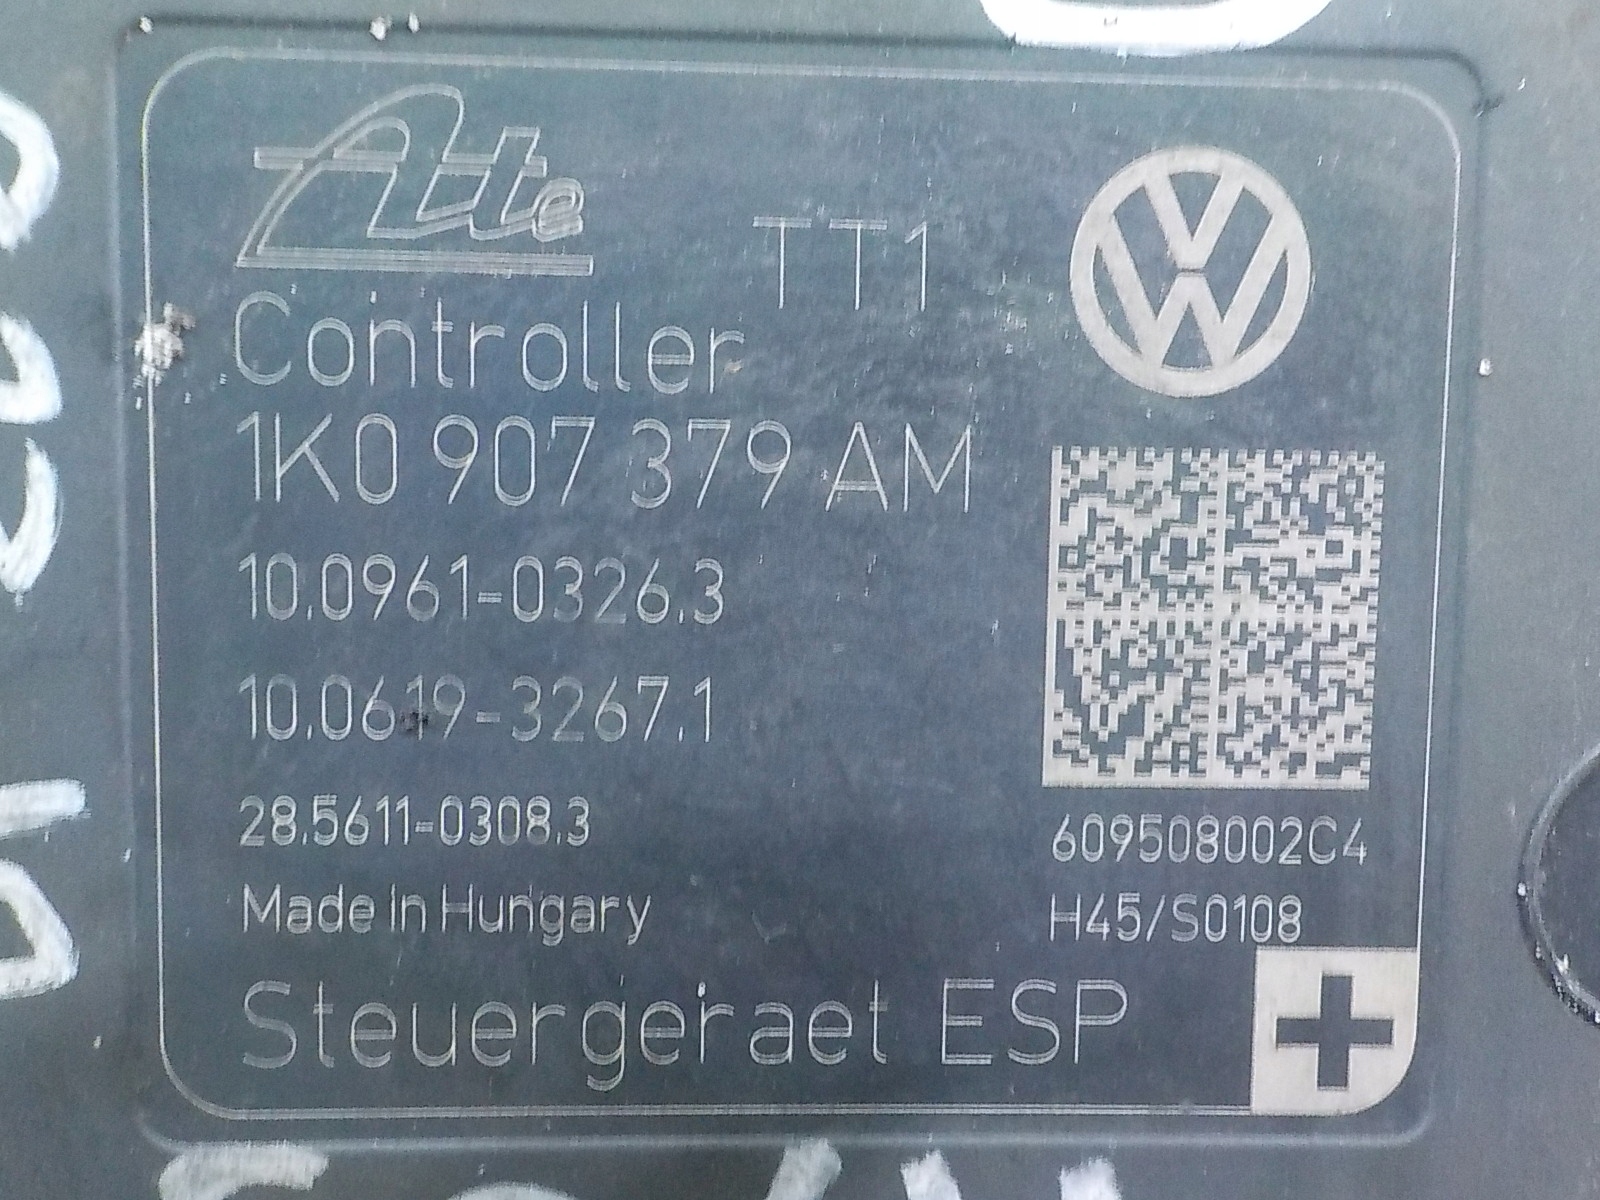 Ate TT1
Controller
1K0 907 379 AM
10.0961-0326.3
10.0619-3267.1
28.5611-0308.3
609508002C4
Made in Hungary
H45/S0108
Steuergeraet ESP